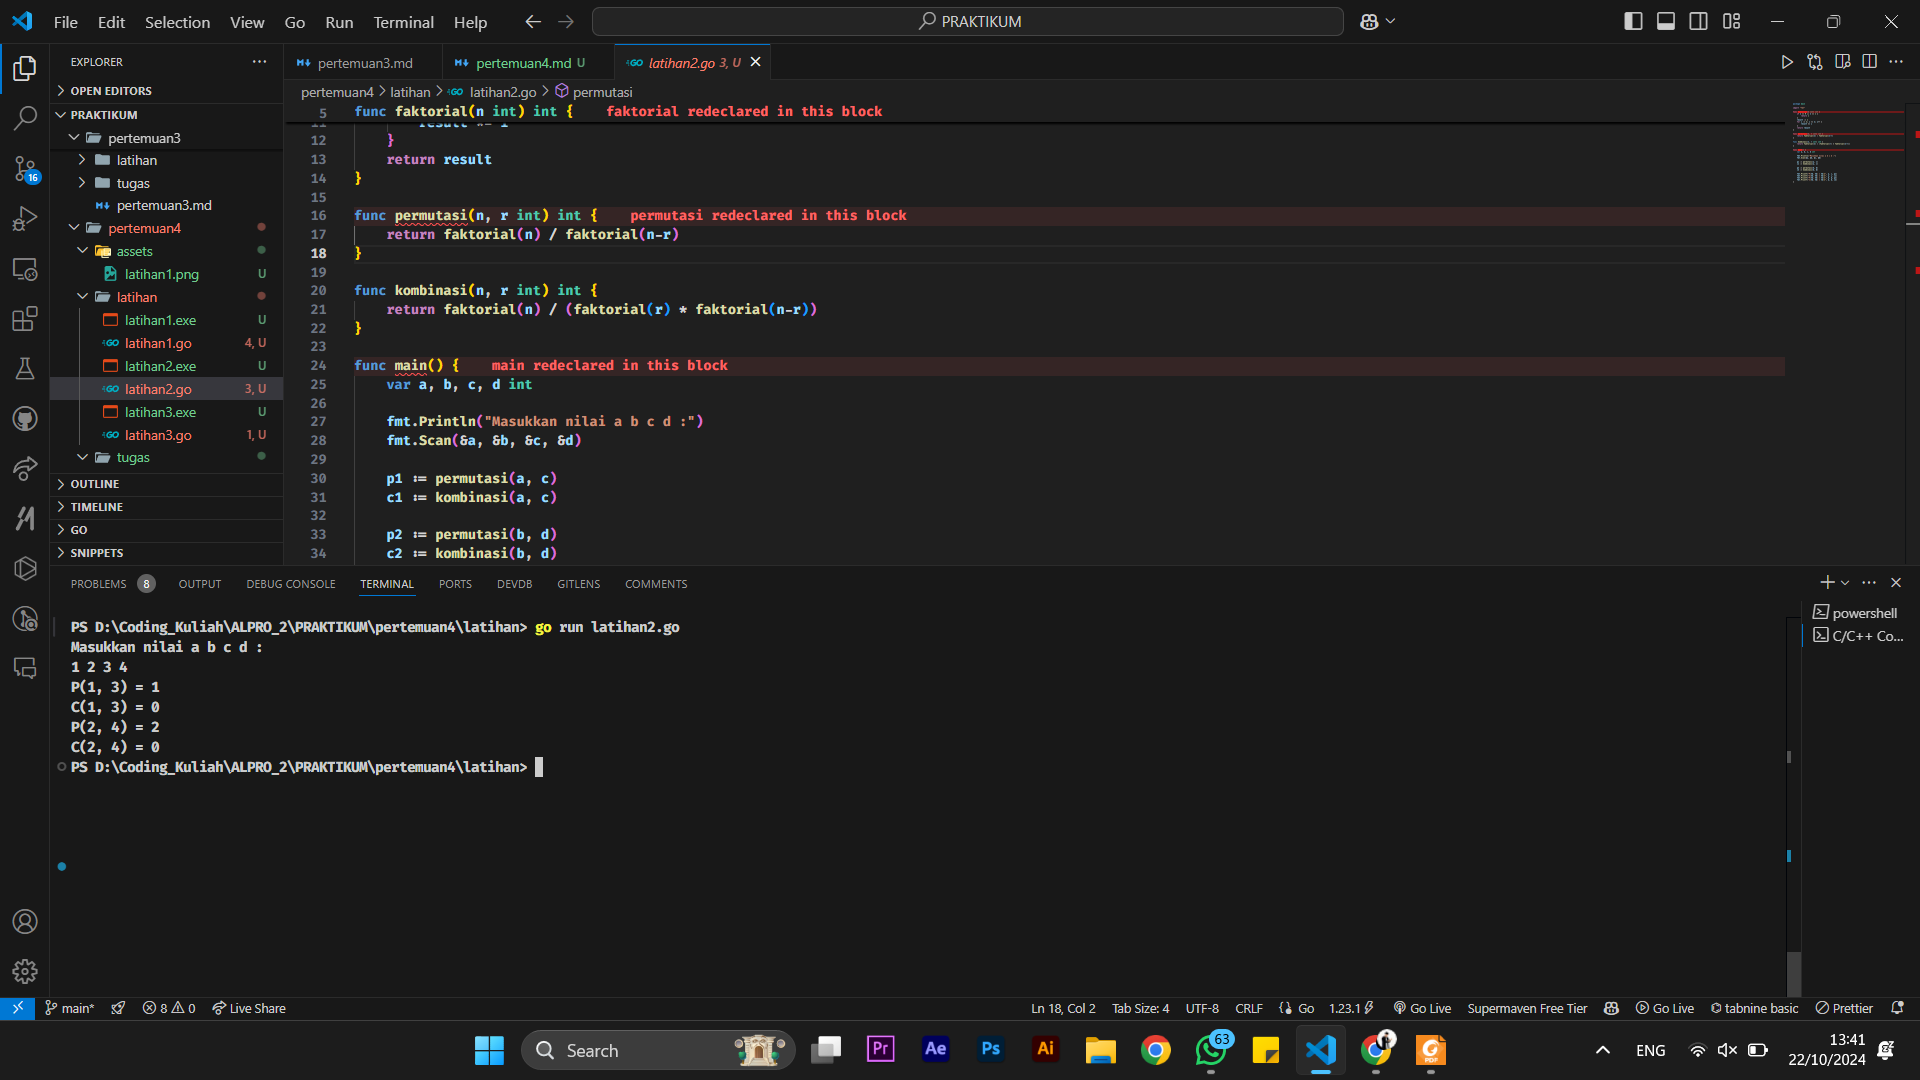 File Edit Selection View Go Run Terminal Help
PRAKTIKUM
EXPLORER
OPEN EDITORS
PRAKTIKUM
pertemuan3
latihan
tugas
pertemuan3.md
pertemuan4
assets
latihan1.png U
latihan
latihan1.exe U
latihan1.go 4, U
latihan2.exe U
latihan2.go 3, U
latihan3.exe U
latihan3.go 1, U
tugas
OUTLINE
TIMELINE
GO
SNIPPETS
16
pertemuan3.md pertemuan4.md U latihan2.go 3, U
pertemuan4 > latihan > latihan2.go > permutasi
5 func faktorial(n int) int { faktorial redeclared in this block
12 }
13 return result
14 }
15
16 func permutasi(n, r int) int { permutasi redeclared in this block
17 return faktorial(n) / faktorial(n-r)
18 }
19
20 func kombinasi(n, r int) int {
21 return faktorial(n) / (faktorial(r) * faktorial(n-r))
22 }
23
24 func main() { main redeclared in this block
25 var a, b, c, d int
26
27 fmt.Println("Masukkan nilai a b c d :")
28 fmt.Scan(&a, &b, &c, &d)
29
30 p1 := permutasi(a, c)
31 c1 := kombinasi(a, c)
32
33 p2 := permutasi(b, d)
34 c2 := kombinasi(b, d)
PROBLEMS 8 OUTPUT DEBUG CONSOLE TERMINAL PORTS DEVDB GITLENS COMMENTS
PS D:\Coding_Kuliah\ALPRO_2\PRAKTIKUM\pertemuan4\latihan> go run latihan2.go
Masukkan nilai a b c d :
1 2 3 4
P(1, 3) = 1
C(1, 3) = 0
P(2, 4) = 2
C(2, 4) = 0
PS D:\Coding_Kuliah\ALPRO_2\PRAKTIKUM\pertemuan4\latihan>
powershell
C/C++ Co...
main* 8 0 Live Share Ln 18, Col 2 Tab Size: 4 UTF-8 CRLF Go 1.23.1 Go Live Supermaven Free Tier Go Live tabnine basic Prettier
Search Pr Ae Ps Ai 63 PDF ENG 13:41
22/10/2024